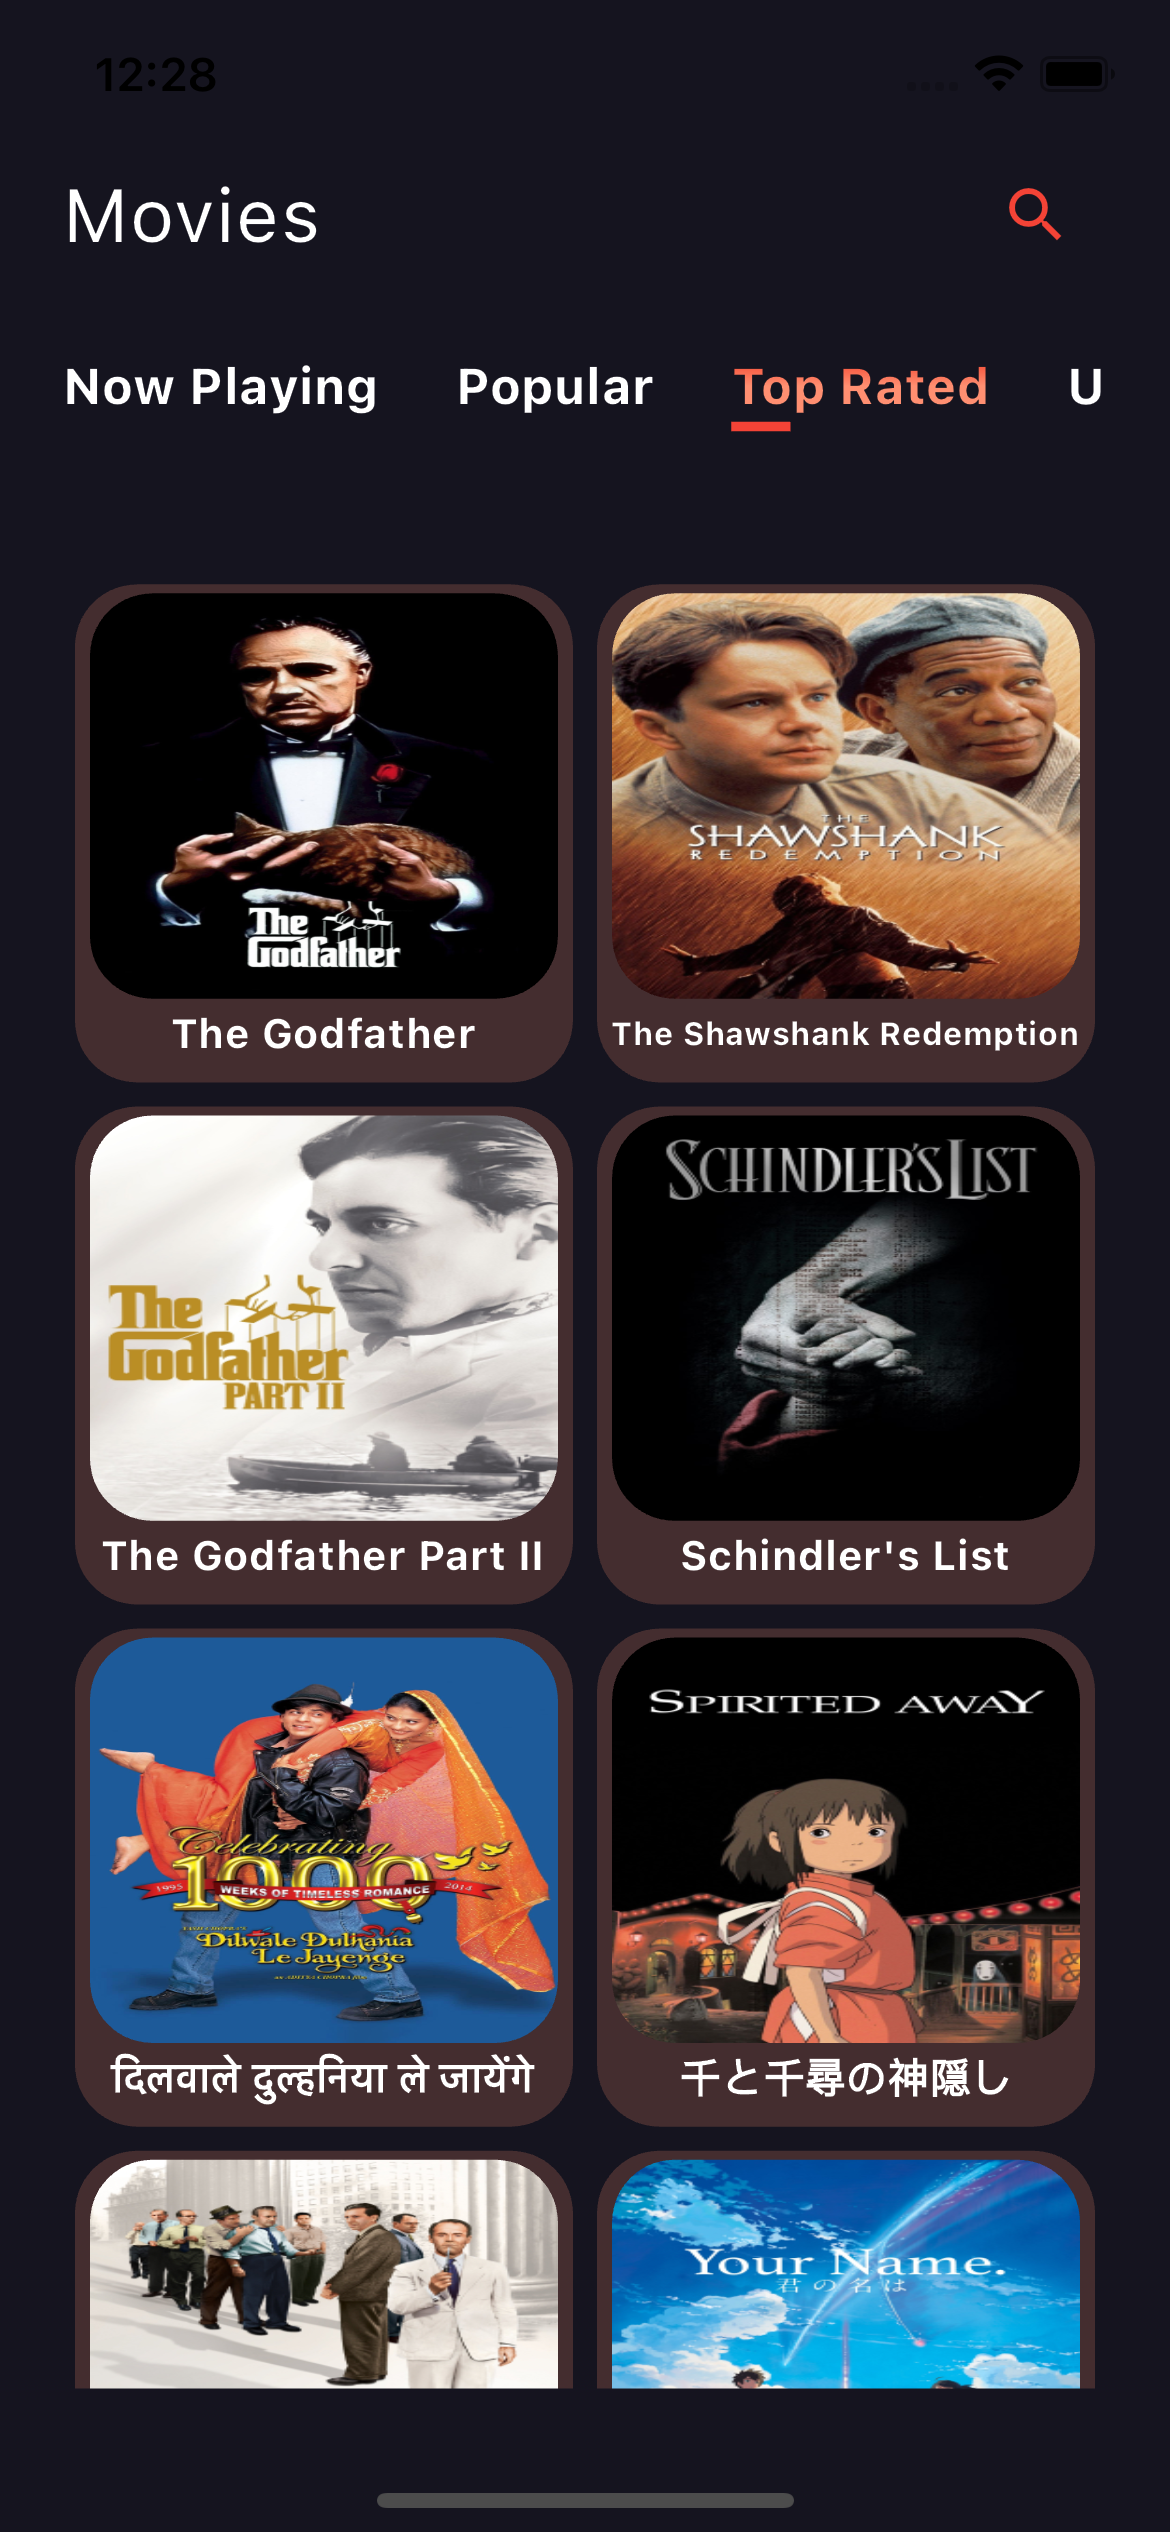 12:28
Movies
Now Playing Popular Top Rated U
THE
SHAWSHANK
REDEMPTION
The
Godfather
The Godfather
The Shawshank Redemption
The
Godfather
PART II
SCHINDLER'S LIST
The Godfather Part II
Schindler's List
Celebrating
1000
1995 WEEKS OF TIMELESS ROMANCE 2014
Dilwale Dulhania
Le Jayenge
SPIRITED AWAY
दिलवाले दुल्हनिया ले जायेंगे
千と千尋の神隠し
Your Name.
君の名は